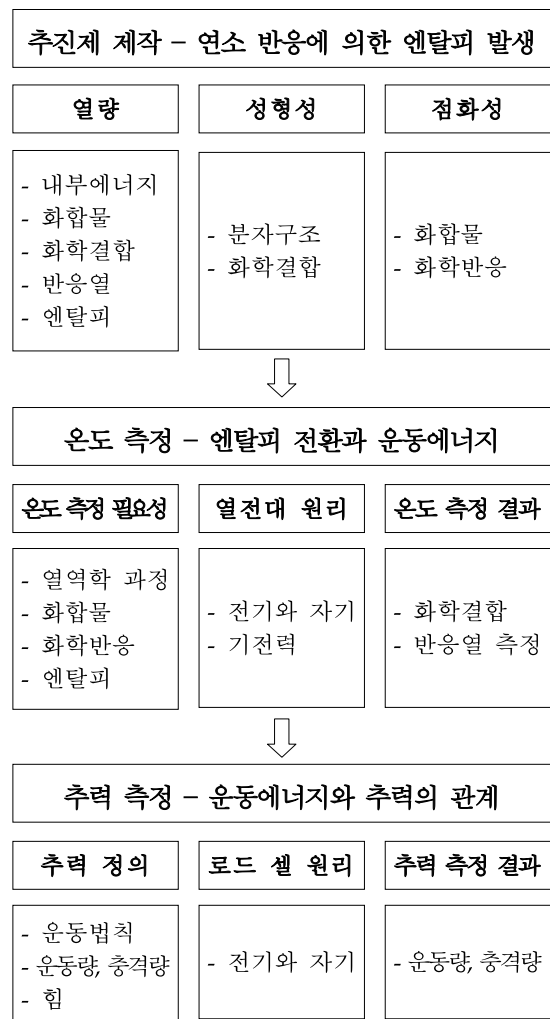 추진제 제작 – 연소 반응에 의한 엔탈피 발생
열량
성형성
점화성
- 내부에너지
- 화합물
- 화학결합
- 반응열
- 엔탈피
- 분자구조
- 화학결합
- 화합물
- 화학반응
온도 측정 – 엔탈피 전환과 운동에너지
온도 측정 필요성
열전대 원리
온도 측정 결과
- 열역학 과정
- 화합물
- 화학반응
- 엔탈피
- 전기와 자기
- 기전력
- 화학결합
- 반응열 측정
추력 측정 – 운동에너지와 추력의 관계
추력 정의
로드 셀 원리
추력 측정 결과
- 운동법칙
- 운동량, 충격량
- 힘
- 전기와 자기
- 운동량, 충격량